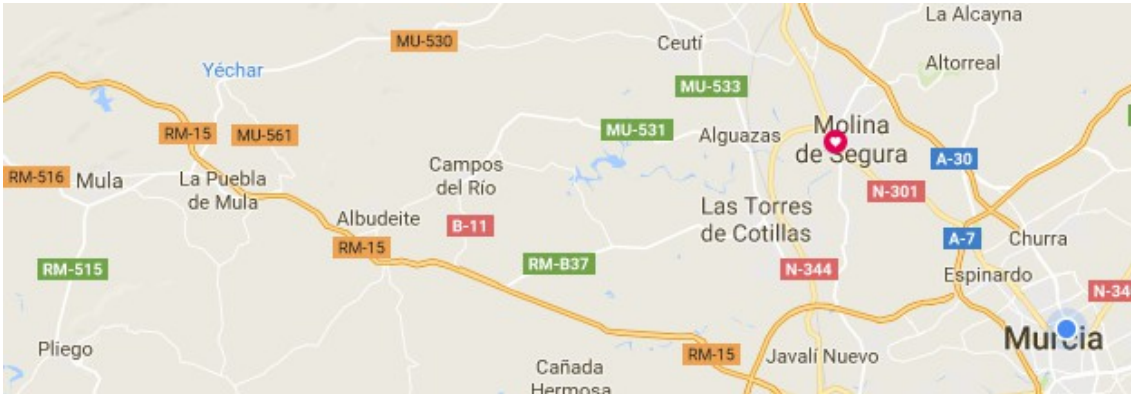 La Alcayna
MU-530
Ceutí
Altorreal
Yéchar
MU-533
RM-15
MU-561
MU-531
Alguazas
Molina
de Segura
A-30
RM-516
Mula
La Puebla
de Mula
Campos
del Río
N-301
Albudeite
B-11
Las Torres
de Cotillas
RM-15
A-7
Churra
RM-515
RM-B37
N-344
Espinardo
N-34
Pliego
RM-15
Javalí Nuevo
Murcia
Cañada
Hermosa